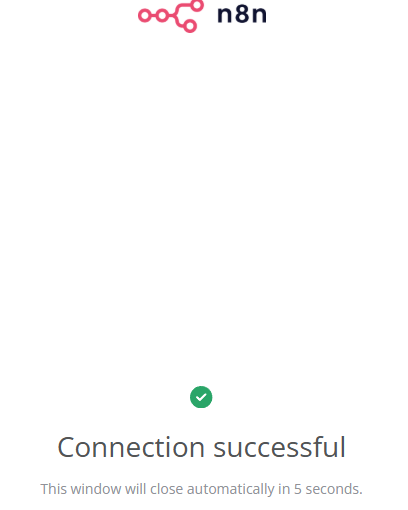 n8n
Connection successful
This window will close automatically in 5 seconds.